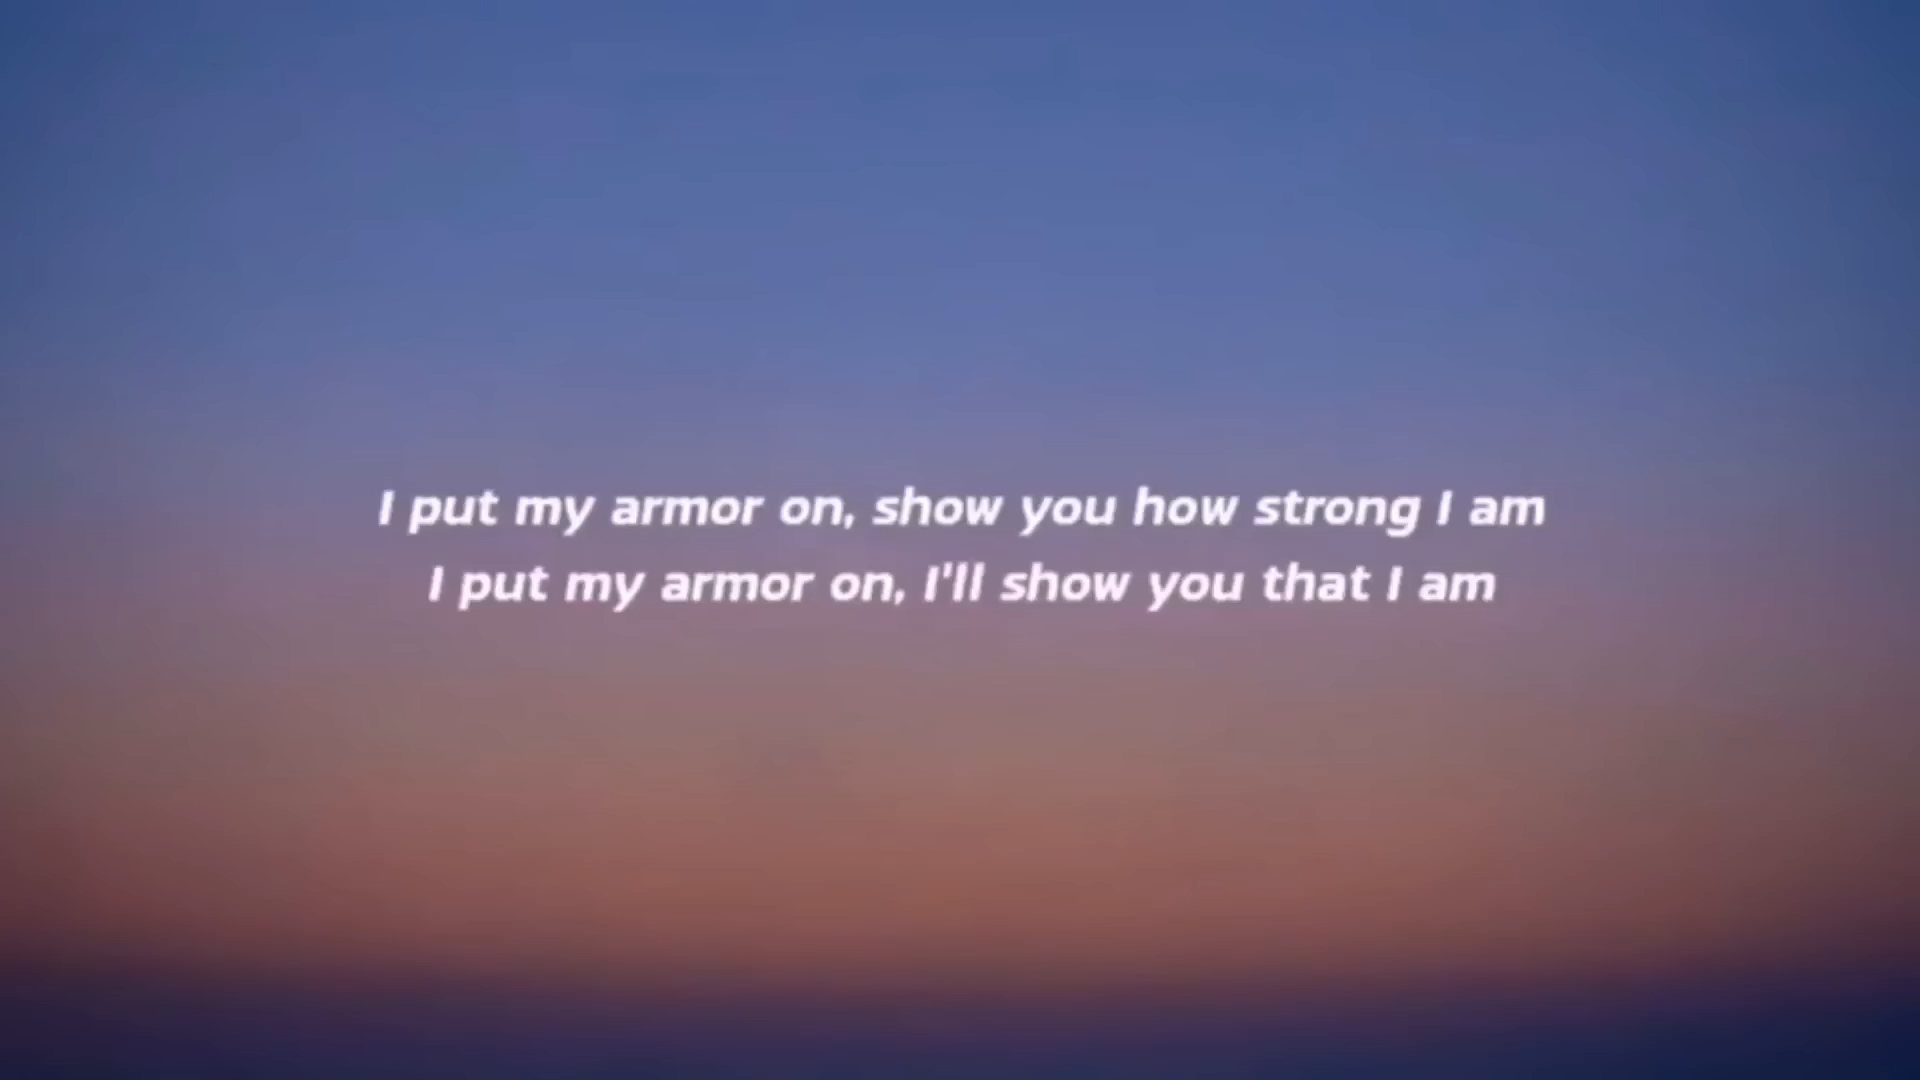 I put my armor on, show you how strong I am
I put my armor on, I'll show you that I am